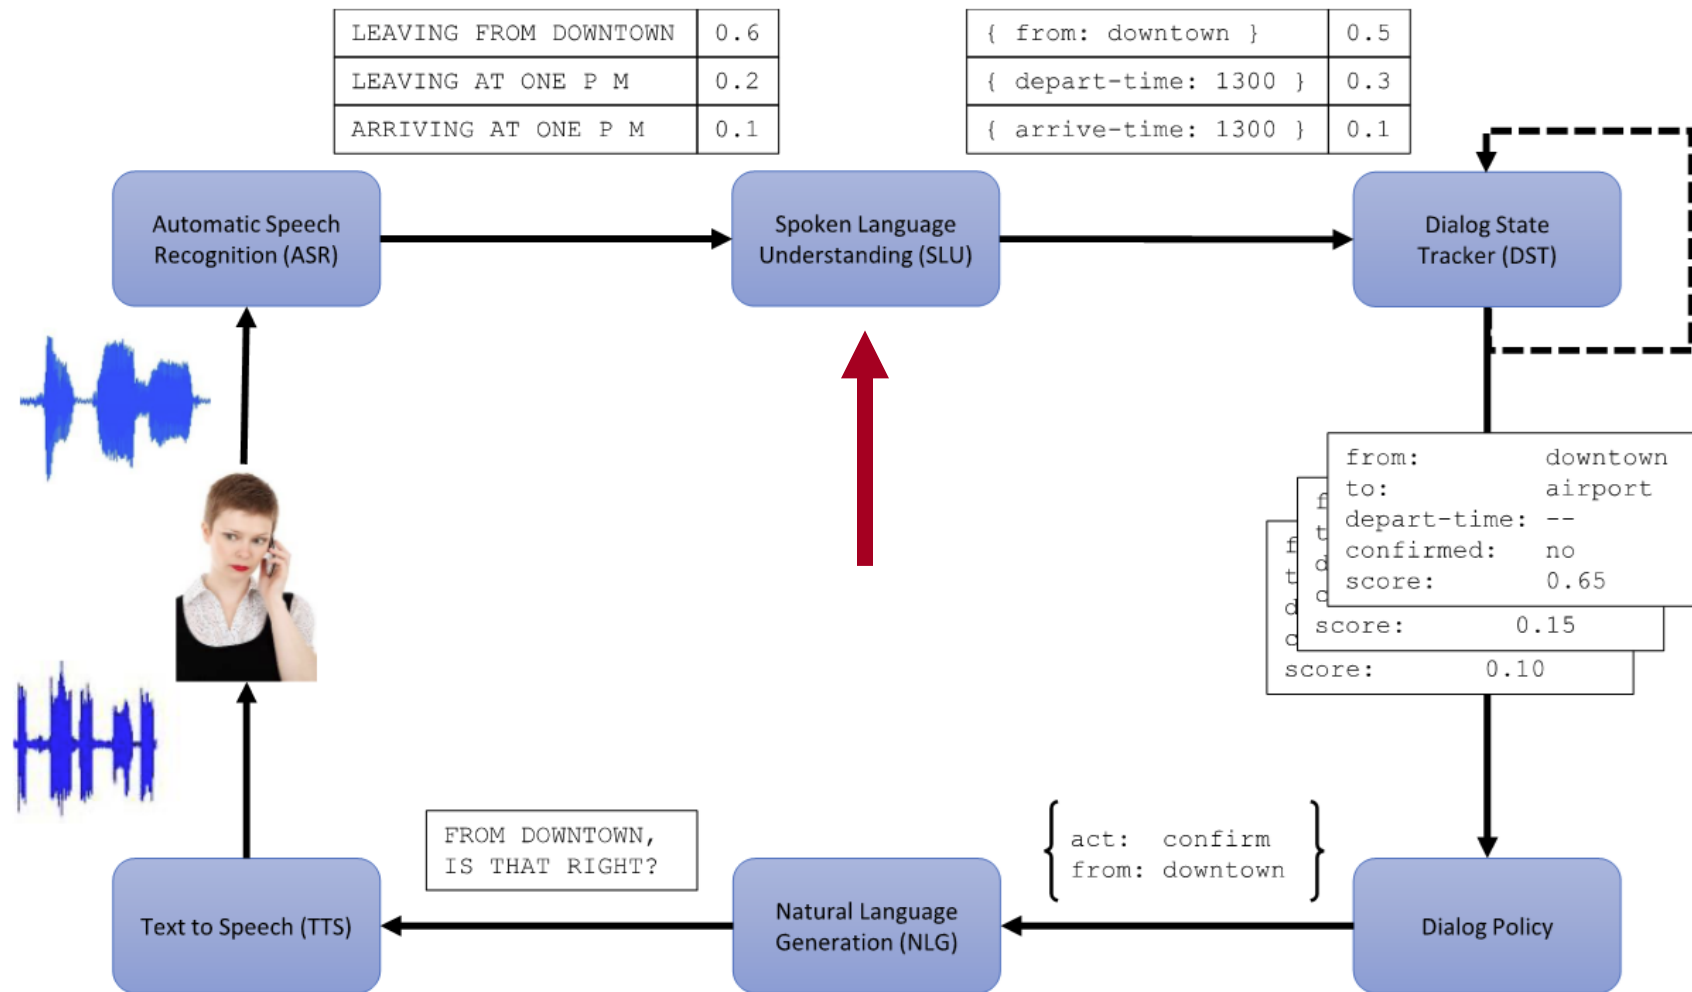 LEAVING FROM DOWNTOWN 0.6
LEAVING AT ONE P M 0.2
ARRIVING AT ONE P M 0.1
{ from: downtown } 0.5
{ depart-time: 1300 } 0.3
{ arrive-time: 1300 } 0.1
Automatic Speech
Recognition (ASR)
Spoken Language
Understanding (SLU)
Dialog State
Tracker (DST)
from: downtown
to: airport
depart-time: --
confirmed: no
score: 0.65
f
t
d
c
score: 0.15
f
t
d
c
score: 0.10
act: confirm
from: downtown
FROM DOWNTOWN,
IS THAT RIGHT?
Text to Speech (TTS)
Natural Language
Generation (NLG)
Dialog Policy